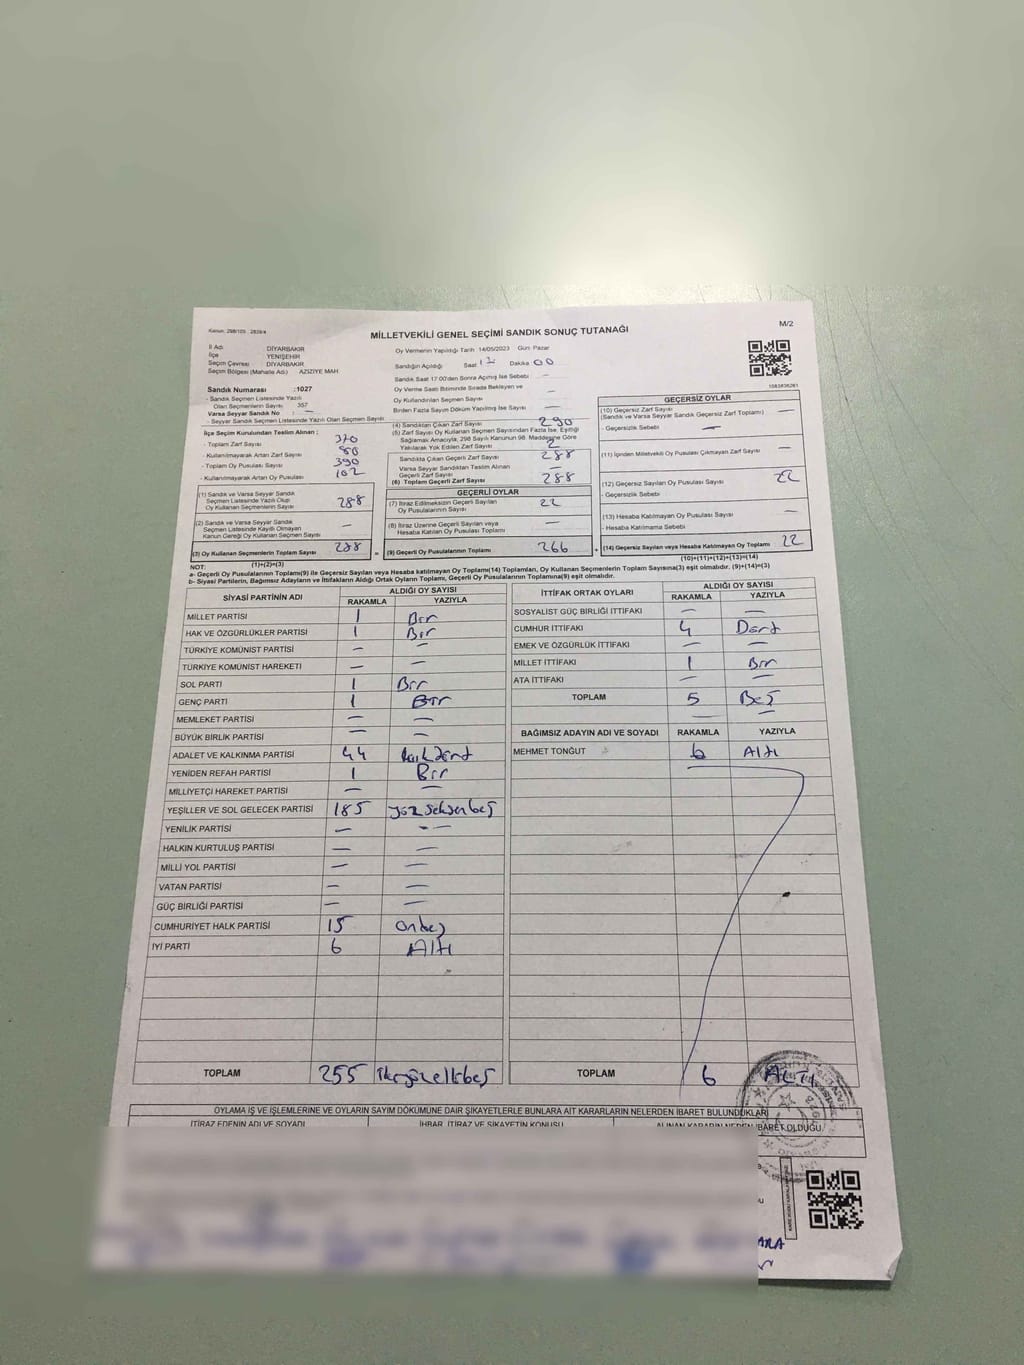 Kanun: 298/105 2839/4
MİLLETVEKİLİ GENEL SEÇİMİ SANDIK SONUÇ TUTANAĞI
M/2
İl Adı DİYARBAKIR
İlçe YENİŞEHİR
Seçim Çevresi DİYARBAKIR
Seçim Bölgesi (Mahalle Adı) AZİZİYE MAH
Sandık Numarası :1027
- Sandık Seçmen Listesinde Yazılı
Olan Seçmenlerin Sayısı 357
Varsa Seyyar Sandık No : —
- Seyyar Sandık Seçmen Listesinde Yazılı Olan Seçmen Sayısı
İlçe Seçim Kurulundan Teslim Alınan ;
- Toplam Zarf Sayısı 370
- Kullanılmayarak Artan Zarf Sayısı 80
- Toplam Oy Pusulası Sayısı 390
- Kullanılmayarak Artan Oy Pusulası 102
(1) Sandık ve Varsa Seyyar Sandık
Seçmen Listesinde Yazılı Olup
Oy Kullanan Seçmenlerin Sayısı 288
(2) Sandık ve Varsa Seyyar Sandık
Seçmen Listesinde Kayıtlı Olmayan
Kanun Gereği Oy Kullanan Seçmen Sayısı —
(3) Oy Kullanan Seçmenlerin Toplam Sayısı 288
(1)+(2)=(3)
Oy Vermenin Yapıldığı Tarih 14/05/2023 Gün: Pazar
Sandığın Açıldığı Saat 17 Dakika 00
Sandık Saat 17:00'den Sonra Açılmış İse Sebebi —
Oy Verme Saati Bitiminde Sırada Bekleyen ve
Oy Kullandırılan Seçmen Sayısı —
Birden Fazla Sayım Döküm Yapılmış İse Sayısı —
(4) Sandıktan Çıkan Zarf Sayısı 290
(5) Zarf Sayısı Oy Kullanan Seçmen Sayısından Fazla İse, Eşitliği
Sağlamak Amacıyla, 298 Sayılı Kanunun 98. Maddesine Göre
Yakılarak Yok Edilen Zarf Sayısı 2
Sandıkta Çıkan Geçerli Zarf Sayısı 288
Varsa Seyyar Sandıktan Teslim Alınan
Geçerli Zarf Sayısı —
(6) Toplam Geçerli Zarf Sayısı 288
GEÇERLİ OYLAR
(7) İtiraz Edilmeksizin Geçerli Sayılan
Oy Pusulalarının Sayısı 22
(8) İtiraz Üzerine Geçerli Sayılan veya
Hesaba Katılan Oy Pusulası Toplamı —
(9) Geçerli Oy Pusulalarının Toplamı 266
1083836261
GEÇERSİZ OYLAR
(10) Geçersiz Zarf Sayısı —
(Sandık ve Varsa Seyyar Sandık Geçersiz Zarf Toplamı)
- Geçersizlik Sebebi —
(11) İçinden Milletvekili Oy Pusulası Çıkmayan Zarf Sayısı —
(12) Geçersiz Sayılan Oy Pusulası Sayısı 22
- Geçersizlik Sebebi
(13) Hesaba Katılmayan Oy Pusulası Sayısı —
- Hesaba Katılmama Sebebi
(14) Geçersiz Sayılan veya Hesaba Katılmayan Oy Toplamı 22
(10)+(11)+(12)+(13)=(14)
NOT:
a- Geçerli Oy Pusulalarının Toplamı(9) ile Geçersiz Sayılan veya Hesaba katılmayan Oy Toplamı(14) Toplamları, Oy Kullanan Seçmenlerin Toplam Sayısına(3) eşit olmalıdır. (9)+(14)=(3)
b- Siyasi Partilerin, Bağımsız Adayların ve İttifakların Aldığı Ortak Oyların Toplamı, Geçerli Oy Pusulalarının Toplamına(9) eşit olmalıdır.
SİYASİ PARTİNİN ADI ALDIĞI OY SAYISI
RAKAMLA YAZIYLA
MİLLET PARTİSİ 1 Bir
HAK VE ÖZGÜRLÜKLER PARTİSİ 1 Bir
TÜRKİYE KOMÜNİST PARTİSİ — —
TÜRKİYE KOMÜNİST HAREKETİ — —
SOL PARTİ 1 Bir
GENÇ PARTİ 1 Bir
MEMLEKET PARTİSİ — —
BÜYÜK BİRLİK PARTİSİ — —
ADALET VE KALKINMA PARTİSİ 44 kırkdört
YENİDEN REFAH PARTİSİ 1 Bir
MİLLİYETÇİ HAREKET PARTİSİ — —
YEŞİLLER VE SOL GELECEK PARTİSİ 185 yüzseksenbeş
YENİLİK PARTİSİ — —
HALKIN KURTULUŞ PARTİSİ — —
MİLLİ YOL PARTİSİ — —
VATAN PARTİSİ — —
GÜÇ BİRLİĞİ PARTİSİ — —
CUMHURİYET HALK PARTİSİ 15 onbeş
İYİ PARTİ 6 Altı
TOPLAM 255 ikiyüzellibeş
İTTİFAK ORTAK OYLARI ALDIĞI OY SAYISI
RAKAMLA YAZIYLA
SOSYALİST GÜÇ BİRLİĞİ İTTİFAKI — —
CUMHUR İTTİFAKI 4 Dört
EMEK VE ÖZGÜRLÜK İTTİFAKI — —
MİLLET İTTİFAKI 1 Bir
ATA İTTİFAKI — —
TOPLAM 5 Beş
BAĞIMSIZ ADAYIN ADI VE SOYADI RAKAMLA YAZIYLA
MEHMET TONĞUT 6 Altı
TOPLAM 6 ALTI
OYLAMA İŞ VE İŞLEMLERİNE VE OYLARIN SAYIM DÖKÜMÜNE DAİR ŞİKAYETLERLE BUNLARA AİT KARARLARIN NELERDEN İBARET BULUNDUKLARI
İTİRAZ EDENİN ADI VE SOYADI İHBAR, İTİRAZ VE ŞİKAYETİN KONUSU ALINAN KARARIN NEDEN İBARET OLDUĞU